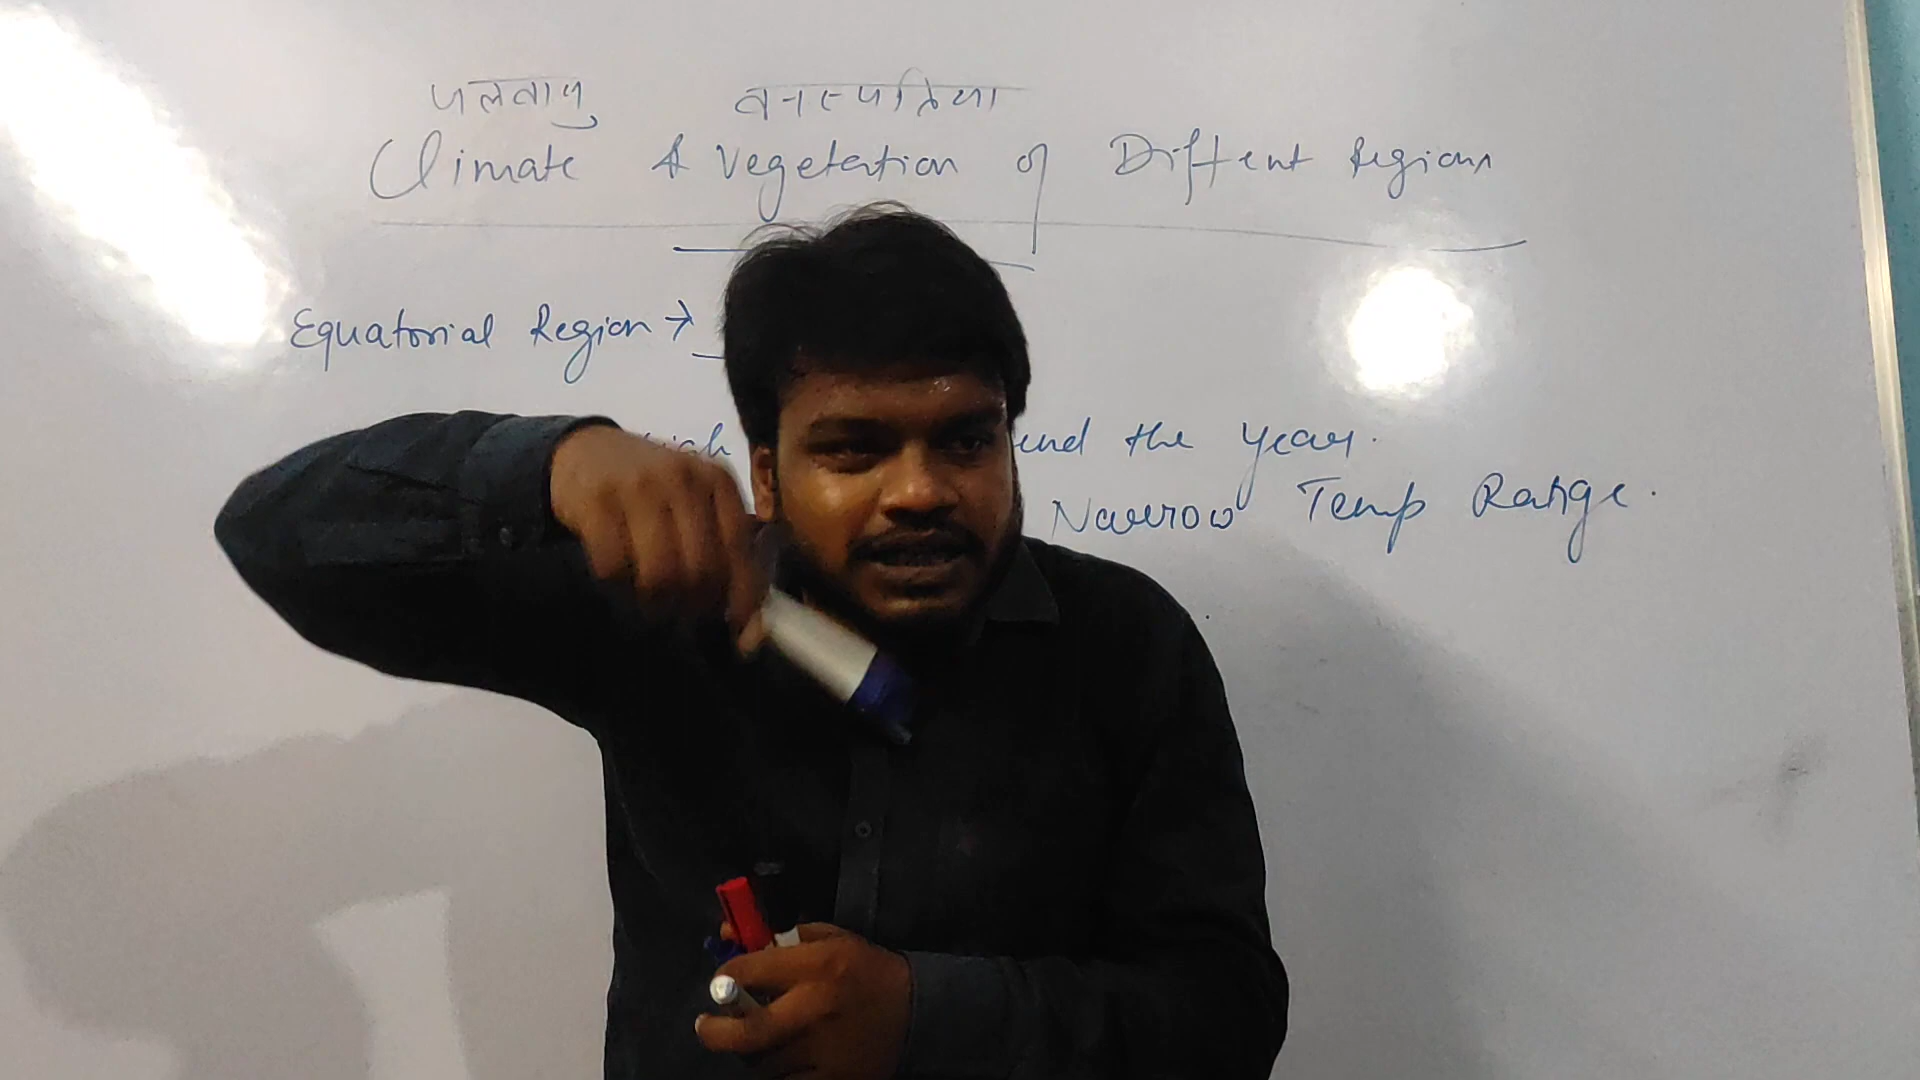 जलवायु वनस्पतिया
Climate & Vegetation of Diffent Regions
Equatorial Region →
the Year.
Narrow Temp Range.